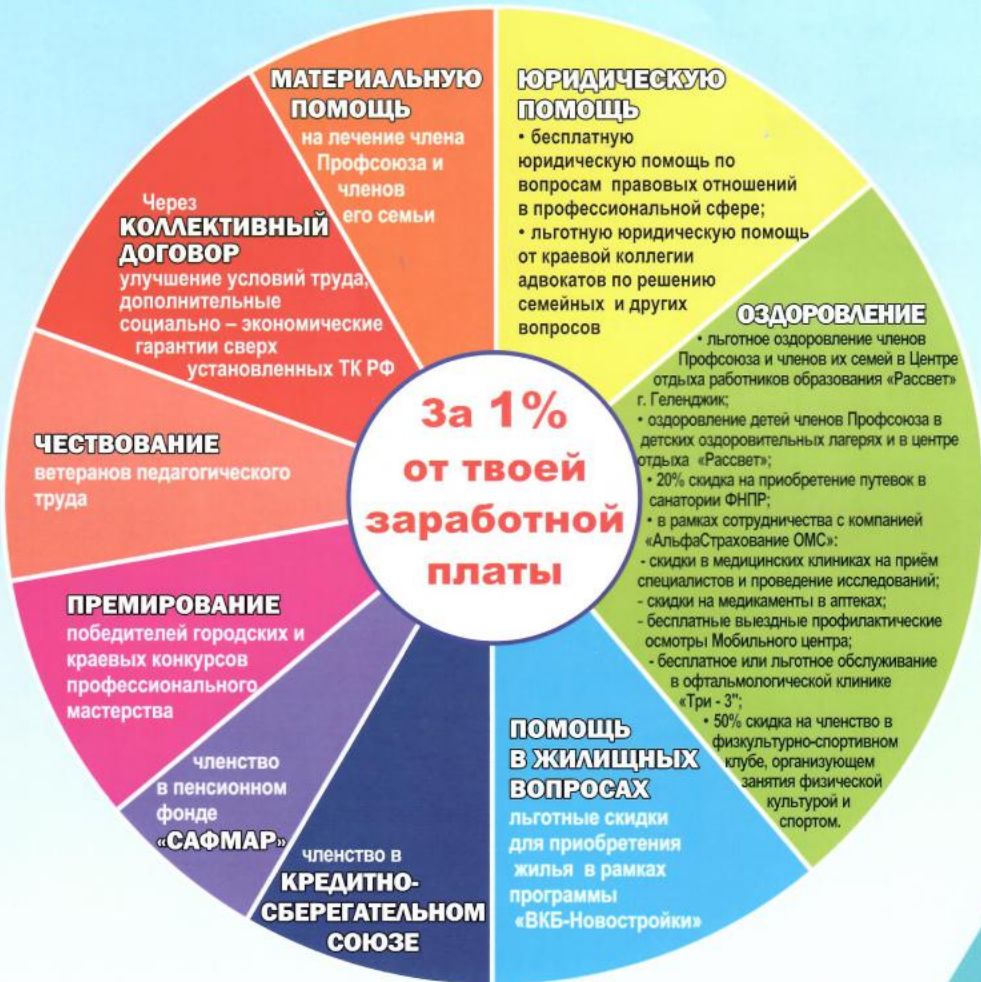 За 1%
от твоей
заработной
платы
ЮРИДИЧЕСКУЮ
ПОМОЩЬ
• бесплатную
юридическую помощь по
вопросам правовых отношений
в профессиональной сфере;
• льготную юридическую помощь
от краевой коллегии
адвокатов по решению
семейных и других
вопросов
ОЗДОРОВЛЕНИЕ
• льготное оздоровление членов
Профсоюза и членов их семей в Центре
отдыха работников образования «Рассвет»
г. Геленджик;
• оздоровление детей членов Профсоюза в
детских оздоровительных лагерях и в центре
отдыха «Рассвет»;
• 20% скидка на приобретение путевок в
санатории ФНПР;
• в рамках сотрудничества с компанией
«АльфаСтрахование ОМС»:
- скидки в медицинских клиниках на приём
специалистов и проведение исследований;
- скидки на медикаменты в аптеках;
- бесплатные выездные профилактические
осмотры Мобильного центра;
- бесплатное или льготное обслуживание
в офтальмологической клинике
«Три - 3";
• 50% скидка на членство в
физкультурно-спортивном
клубе, организующем
занятия физической
культурой и
спортом.
ПОМОЩЬ
В ЖИЛИЩНЫХ
ВОПРОСАХ
льготные скидки
для приобретения
жилья в рамках
программы
«ВКБ-Новостройки»
членство в
КРЕДИТНО-
СБЕРЕГАТЕЛЬНОМ
СОЮЗЕ
членство
в пенсионном
фонде
«САФМАР»
ПРЕМИРОВАНИЕ
победителей городских и
краевых конкурсов
профессионального
мастерства
ЧЕСТВОВАНИЕ
ветеранов педагогического
труда
Через
КОЛЛЕКТИВНЫЙ
ДОГОВОР
улучшение условий труда,
дополнительные
социально – экономические
гарантии сверх
установленных ТК РФ
МАТЕРИАЛЬНУЮ
ПОМОЩЬ
на лечение члена
Профсоюза и
членов
его семьи